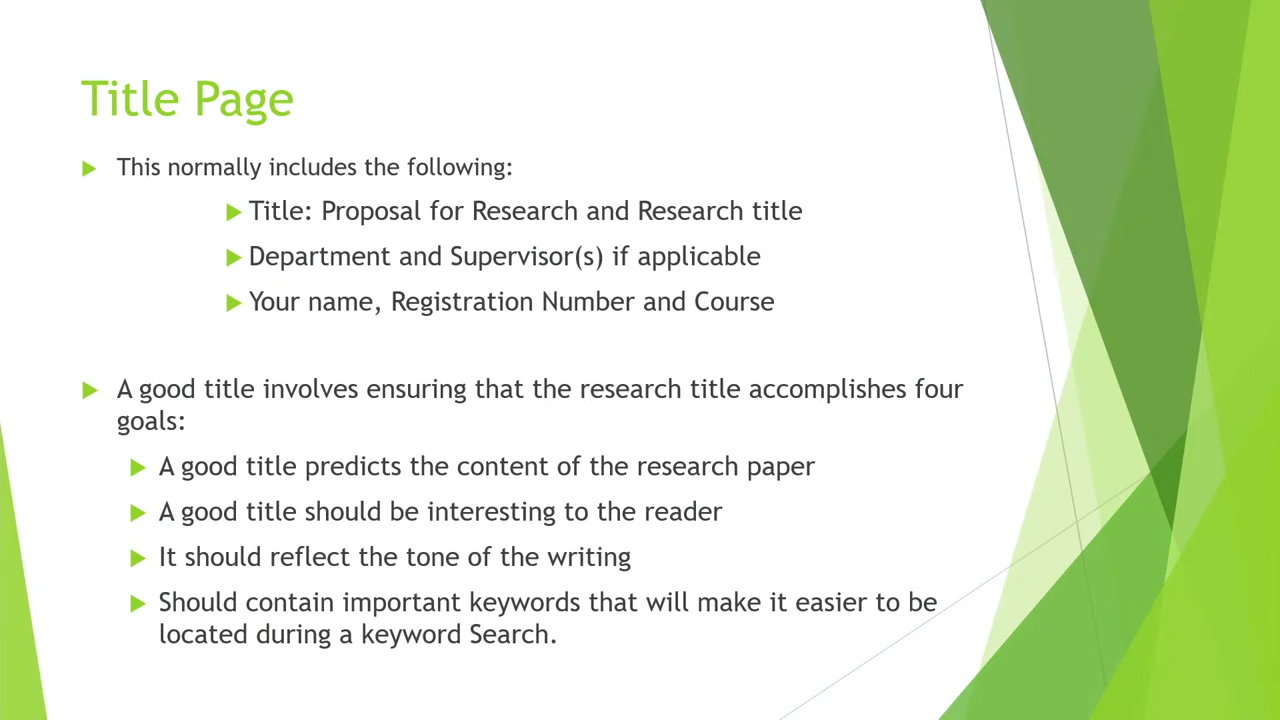 Title Page
This normally includes the following:
Title: Proposal for Research and Research title
Department and Supervisor(s) if applicable
Your name, Registration Number and Course
A good title involves ensuring that the research title accomplishes four
goals:
A good title predicts the content of the research paper
A good title should be interesting to the reader
It should reflect the tone of the writing
Should contain important keywords that will make it easier to be
located during a keyword Search.